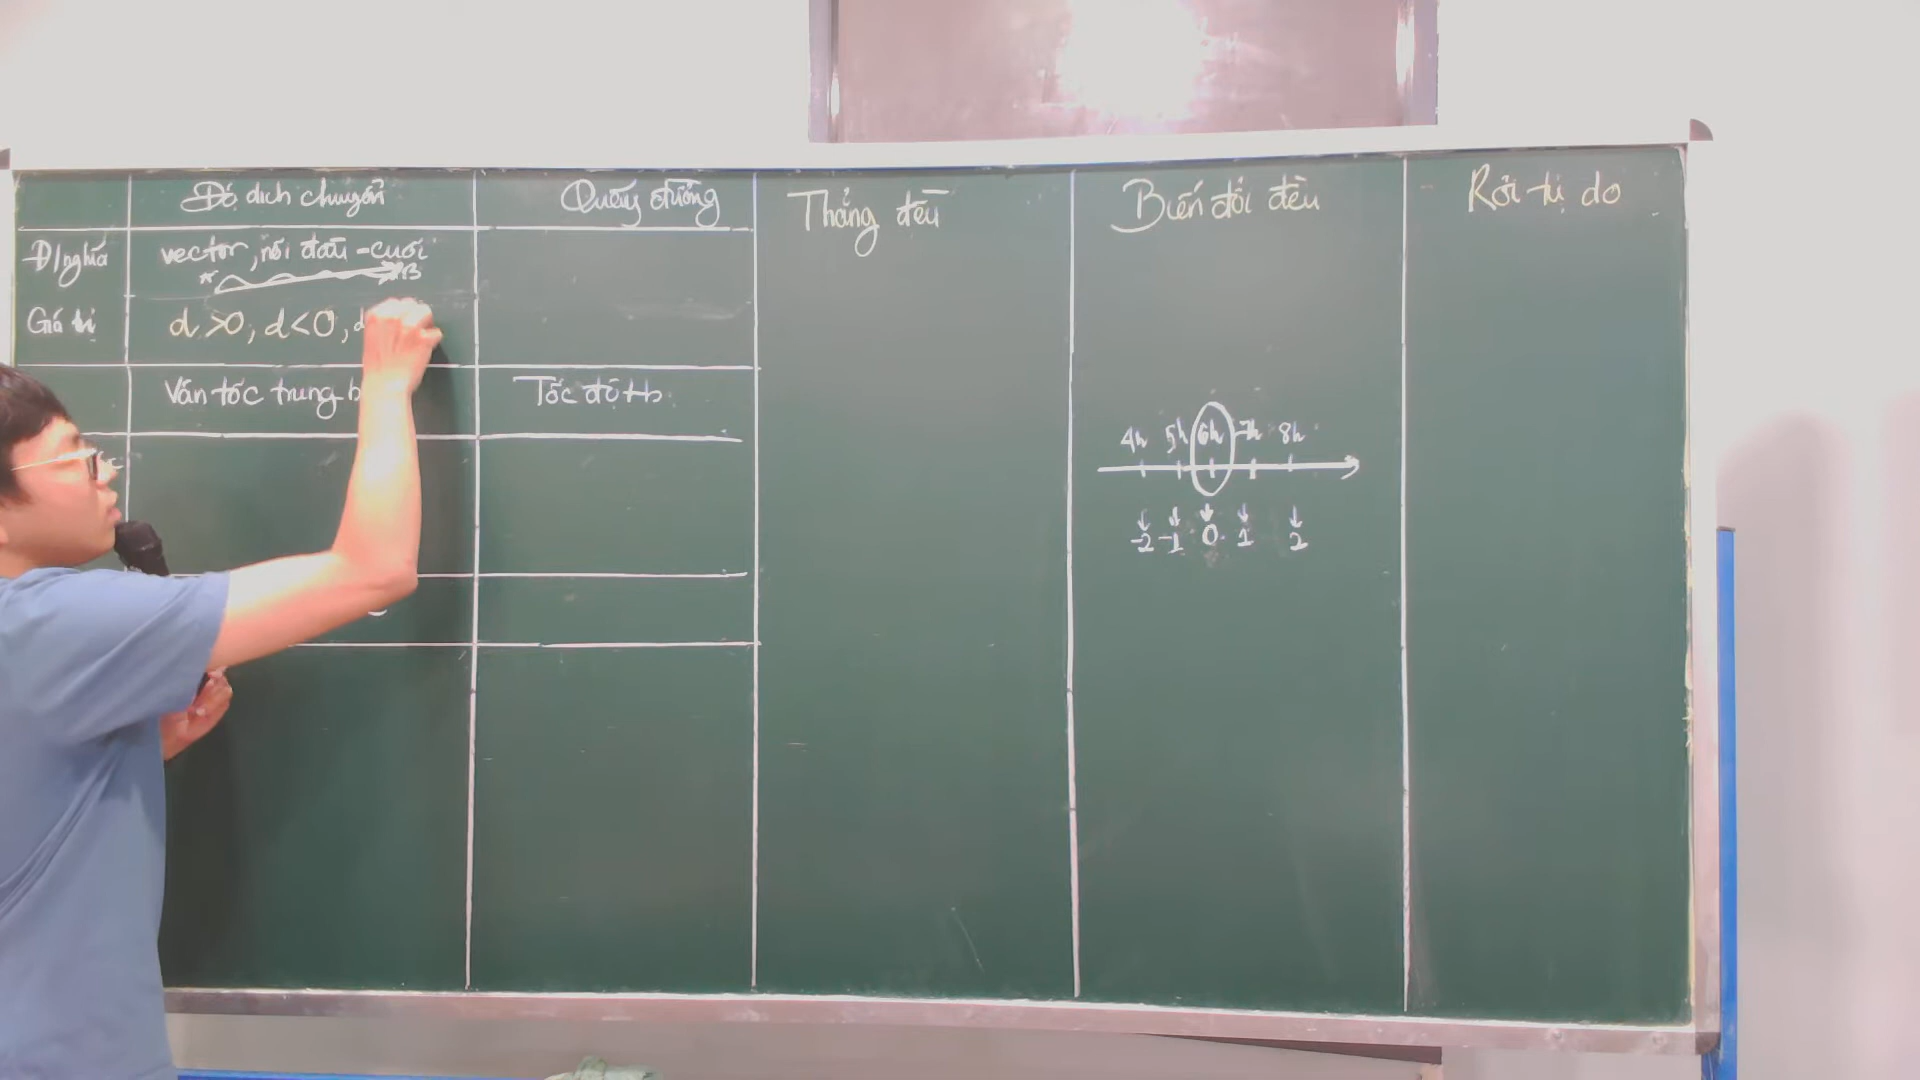 Độ dịch chuyển
Quãng đường
Thẳng đều
Biến đổi đều
Rơi tự do
Đ/nghĩa
vector, nối đầu - cuối
A B
Giá trị
d > 0, d < 0, d
Vận tốc trung b
Tốc độ tb
4h 5h 6h 7h 8h
-2 -1 0 1 2